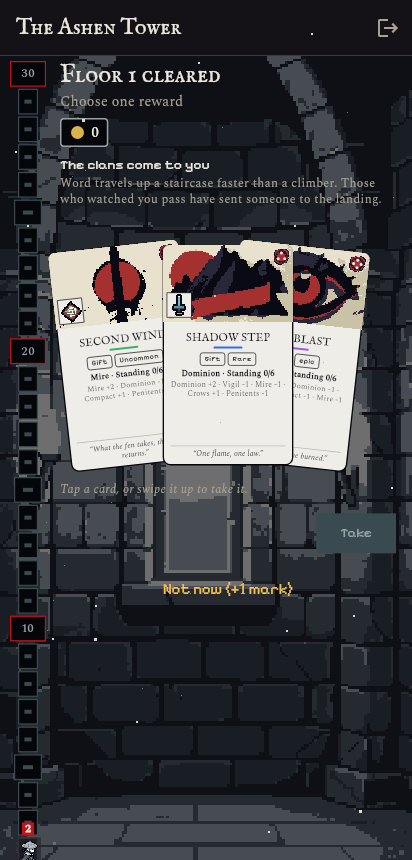 The Ashen Tower
30
Floor 1 cleared
Choose one reward
0
The clans come to you
Word travels up a staircase faster than a climber. Those
who watched you pass have sent someone to the landing.
SECOND WIND
Gift Uncommon
Mire · Standing 0/6
Mire +2 · Dominion
Compact +1 · Penitents
"What the fen takes, th
returns."
SHADOW STEP
Gift Rare
Dominion · Standing 0/6
Dominion +2 · Vigil -1 · Mire -1 ·
Crows +1 · Penitents -1
"One flame, one law."
BLAST
epic
tanding 0/6
-1 ·
-1 · Mire -1
burned."
20
Tap a card, or swipe it up to take it.
Take
Not now (+1 mark)
10
2